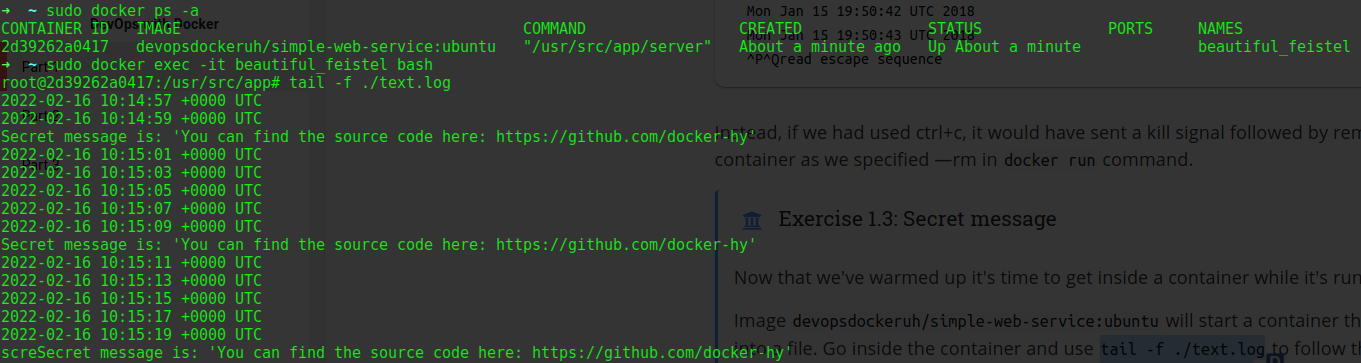 ➜  ~ sudo docker ps -a
CONTAINER ID   IMAGE                                       COMMAND                 CREATED              STATUS              PORTS     NAMES
2d39262a0417   devopsdockeruh/simple-web-service:ubuntu   "/usr/src/app/server"   About a minute ago   Up About a minute             beautiful_feistel
➜  ~ sudo docker exec -it beautiful_feistel bash
root@2d39262a0417:/usr/src/app# tail -f ./text.log
2022-02-16 10:14:57 +0000 UTC
2022-02-16 10:14:59 +0000 UTC
Secret message is: 'You can find the source code here: https://github.com/docker-hy'
2022-02-16 10:15:01 +0000 UTC
2022-02-16 10:15:03 +0000 UTC
2022-02-16 10:15:05 +0000 UTC
2022-02-16 10:15:07 +0000 UTC
2022-02-16 10:15:09 +0000 UTC
Secret message is: 'You can find the source code here: https://github.com/docker-hy'
2022-02-16 10:15:11 +0000 UTC
2022-02-16 10:15:13 +0000 UTC
2022-02-16 10:15:15 +0000 UTC
2022-02-16 10:15:17 +0000 UTC
2022-02-16 10:15:19 +0000 UTC
screSecret message is: 'You can find the source code here: https://github.com/docker-hy'
DevOps with Docker
Part
Part
Mon Jan 15 19:50:42 UTC 2018
Mon Jan 15 19:50:43 UTC 2018
^P^Qread escape sequence
Instead, if we had used ctrl+c, it would have sent a kill signal followed by
container as we specified —rm in docker run command.
Exercise 1.3: Secret message
Now that we've warmed up it's time to get inside a container while it's
Image devopsdockeruh/simple-web-service:ubuntu will start a container
into a file. Go inside the container and use tail -f ./text.log to follow